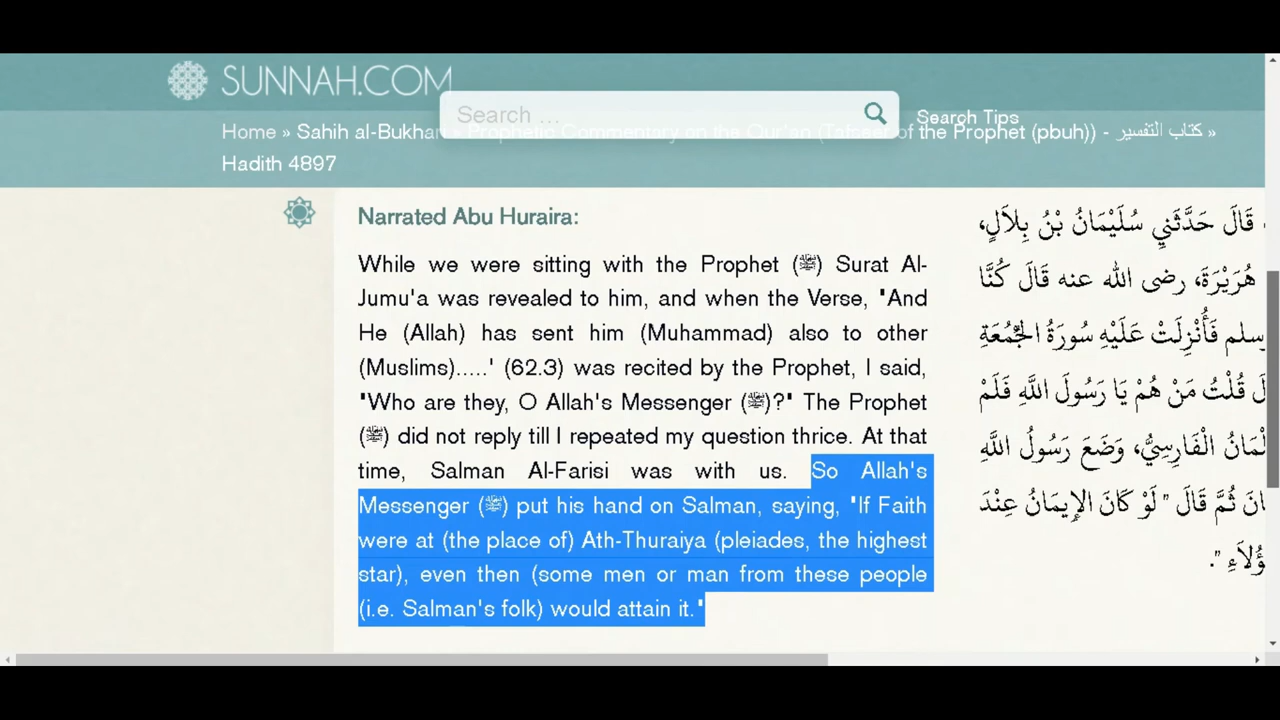 SUNNAH.COM
Search ...
Search Tips
Home » Sahih al-Bukhari » Prophetic Commentary on the Qur'an (Tafseer of the Prophet (pbuh)) - كتاب التفسير »
Hadith 4897
Narrated Abu Huraira:
While we were sitting with the Prophet (ﷺ) Surat Al-
Jumu'a was revealed to him, and when the Verse, "And
He (Allah) has sent him (Muhammad) also to other
(Muslims).....' (62.3) was recited by the Prophet, I said,
"Who are they, O Allah's Messenger (ﷺ)?" The Prophet
(ﷺ) did not reply till I repeated my question thrice. At that
time, Salman Al-Farisi was with us. So Allah's
Messenger (ﷺ) put his hand on Salman, saying, "If Faith
were at (the place of) Ath-Thuraiya (pleiades, the highest
star), even then (some men or man from these people
(i.e. Salman's folk) would attain it."
قَالَ حَدَّثَنِي سُلَيْمَانُ بْنُ بِلاَلٍ،
هُرَيْرَةَ، رضى الله عنه قَالَ كُنَّا
وسلم فَأُنْزِلَتْ عَلَيْهِ سُورَةُ الْجُمُعَةِ
قُلْتُ مَنْ هُمْ يَا رَسُولَ اللَّهِ فَلَمْ
الْفَارِسِيُّ، وَضَعَ رَسُولُ اللَّهِ
ثُمَّ قَالَ " لَوْ كَانَ الإِيمَانُ عِنْدَ